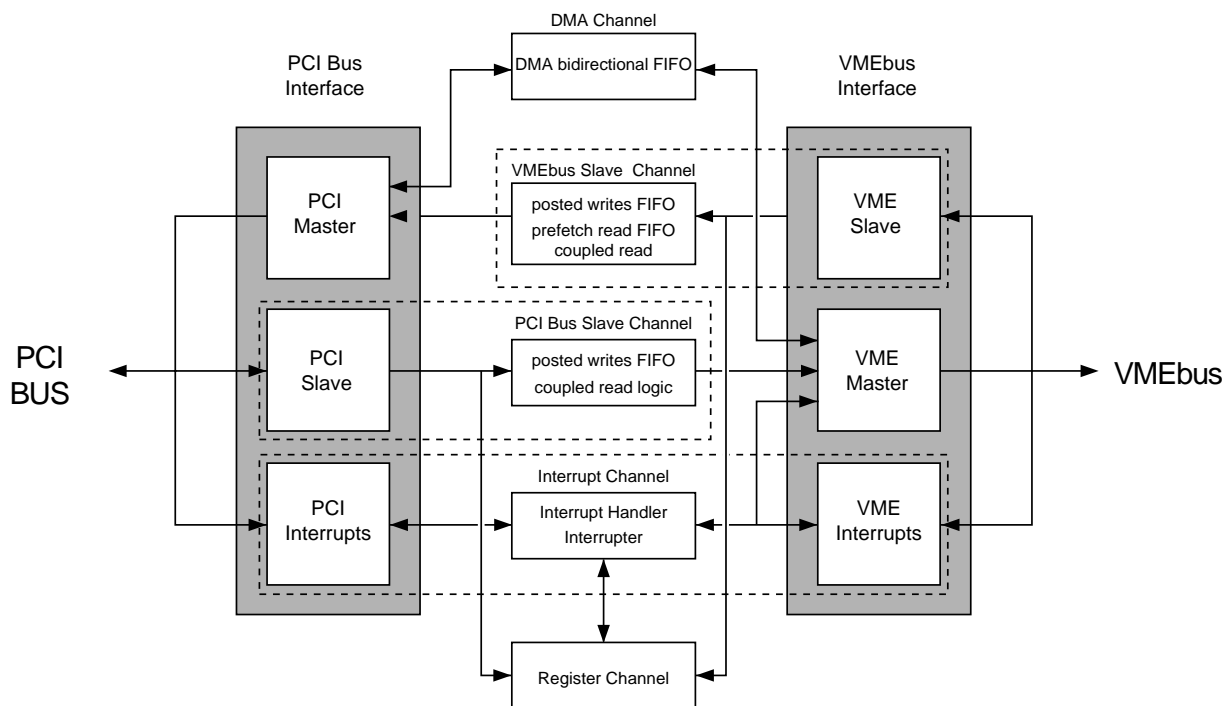 DMA Channel
DMA bidirectional FIFO
PCI Bus
Interface
VMEbus
Interface
VMEbus Slave Channel
PCI
Master
posted writes FIFO
prefetch read FIFO
coupled read
VME
Slave
PCI Bus Slave Channel
PCI
BUS
PCI
Slave
posted writes FIFO
coupled read logic
VME
Master
VMEbus
Interrupt Channel
PCI
Interrupts
Interrupt Handler
Interrupter
VME
Interrupts
Register Channel